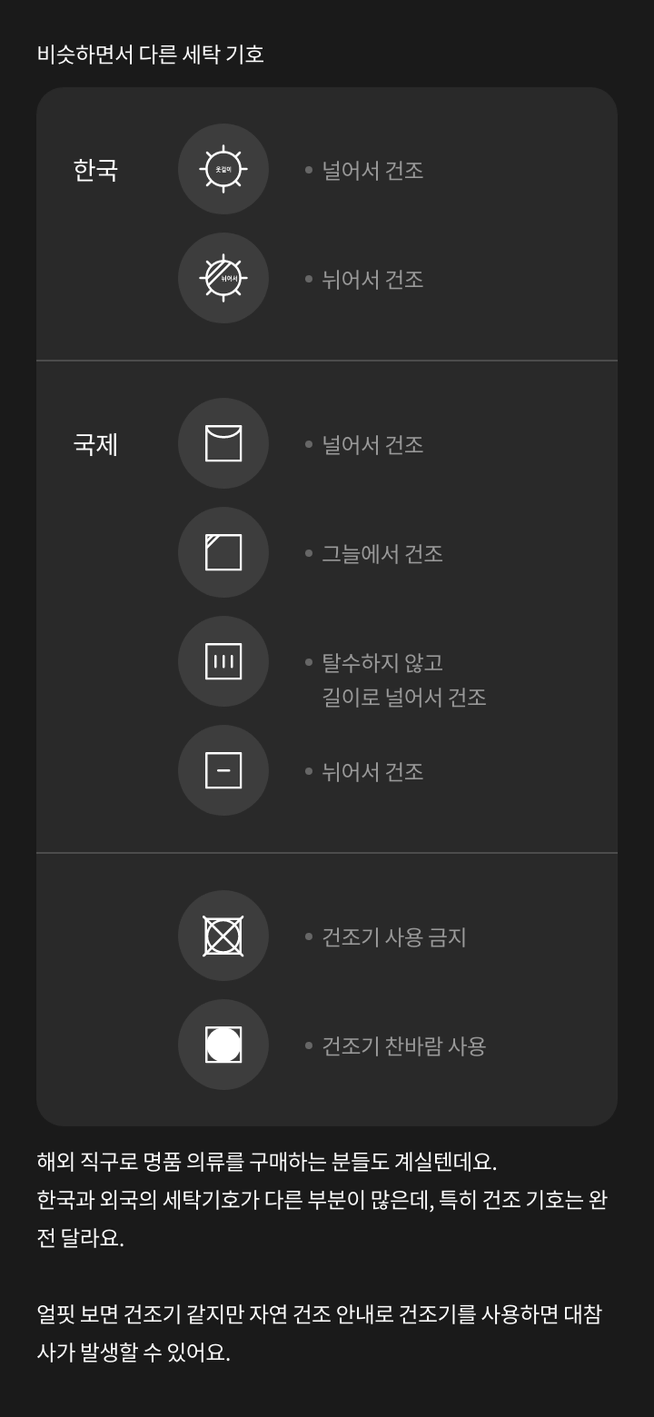 비슷하면서 다른 세탁 기호
한국
옷걸이
널어서 건조
뉘어서
뉘어서 건조
국제
널어서 건조
그늘에서 건조
탈수하지 않고
길이로 널어서 건조
뉘어서 건조
건조기 사용 금지
건조기 찬바람 사용
해외 직구로 명품 의류를 구매하는 분들도 계실텐데요.
한국과 외국의 세탁기호가 다른 부분이 많은데, 특히 건조 기호는 완
전 달라요.
얼핏 보면 건조기 같지만 자연 건조 안내로 건조기를 사용하면 대참
사가 발생할 수 있어요.